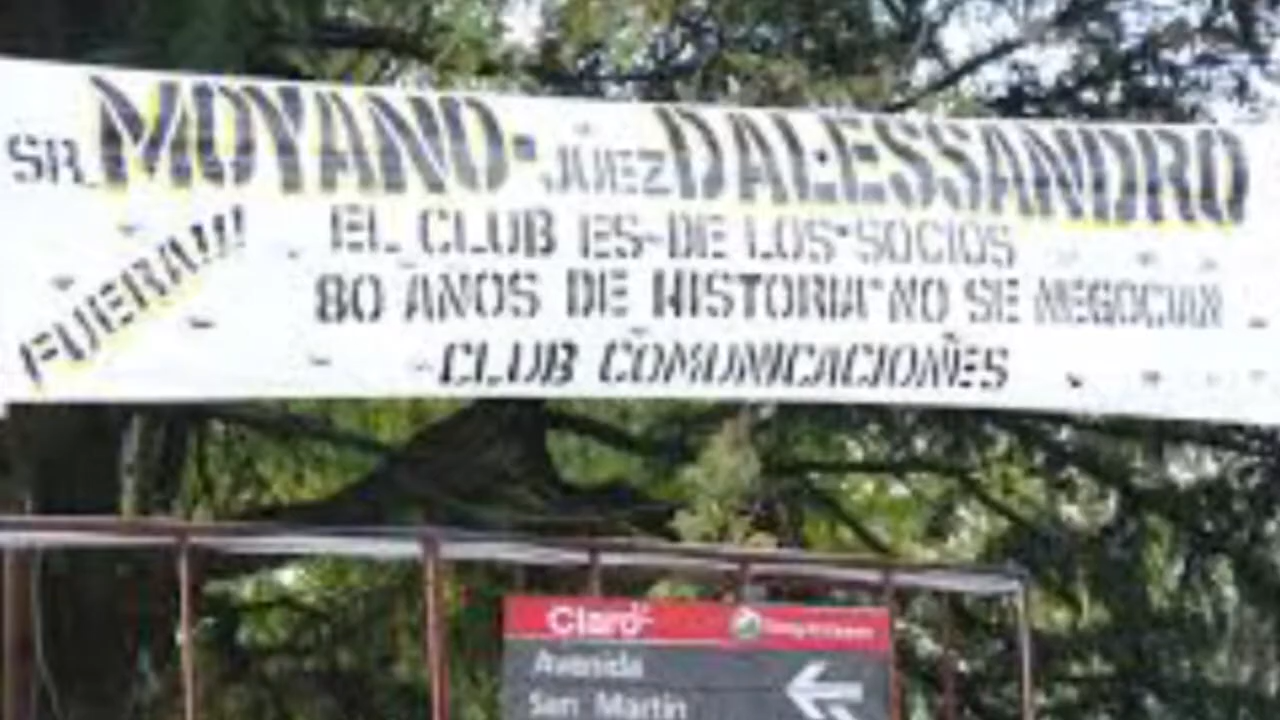 SR. MOYANO- JUEZ DALESSANDRO
FUERA!!!
EL CLUB ES-DE LOS SOCIOS
80 AÑOS DE HISTORIA NO SE NEGOCIAN
CLUB COMUNICACIONES
Claro
Avenida
San Martín